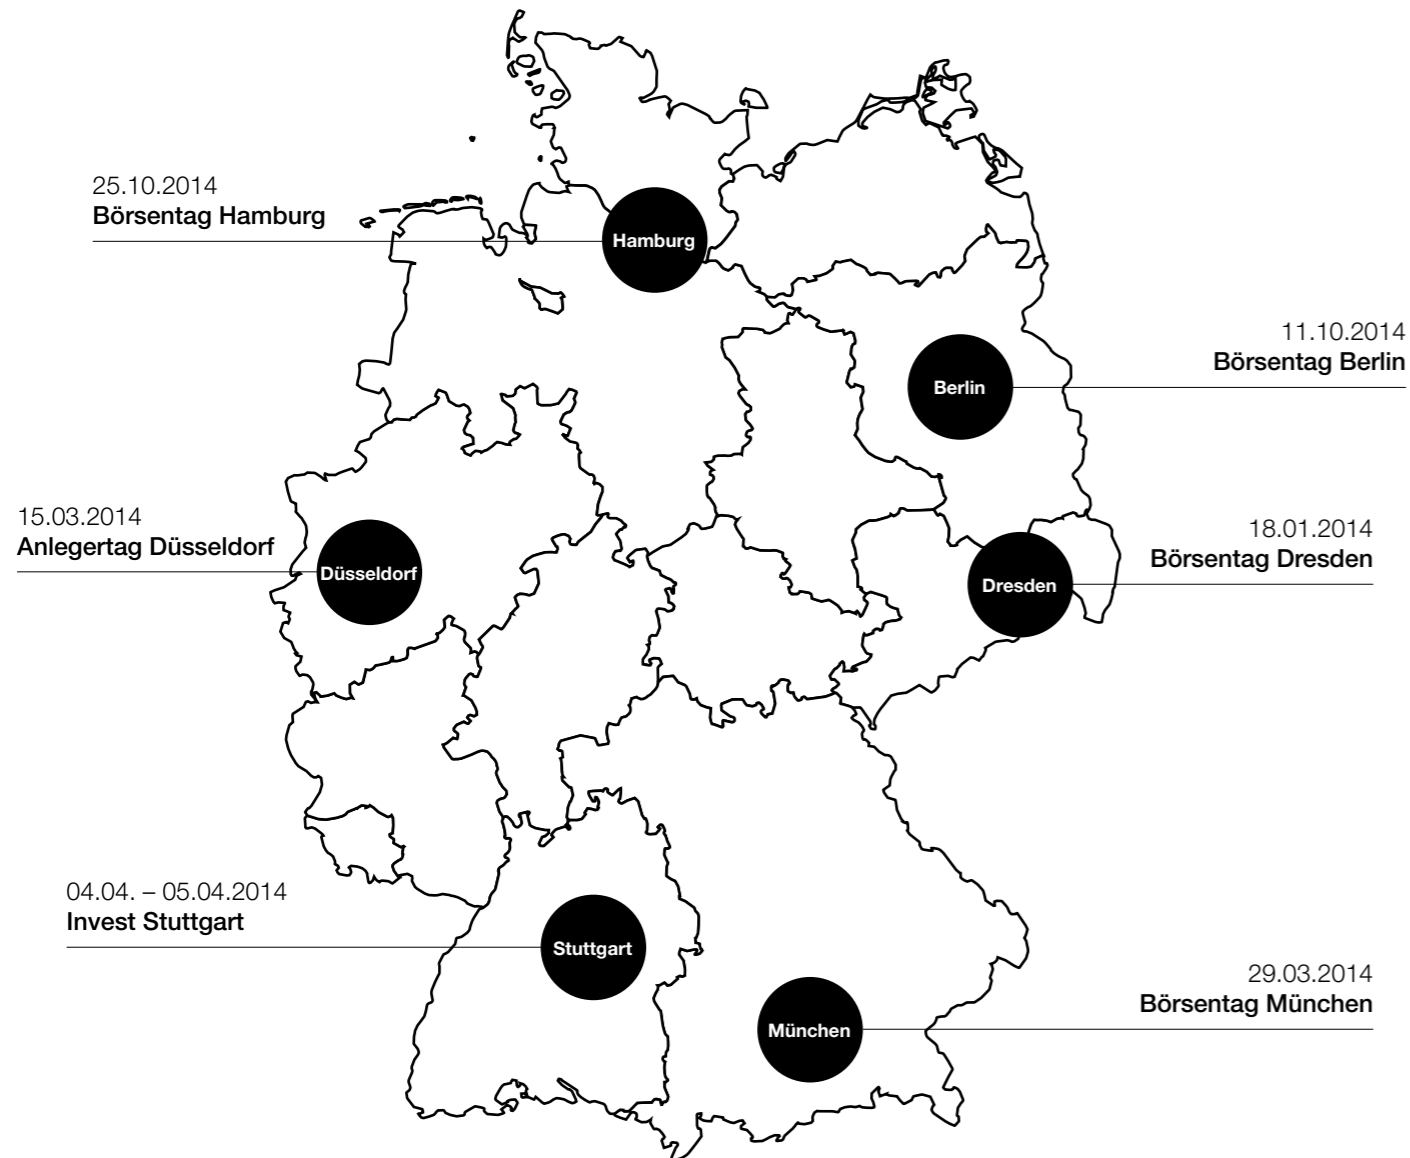 25.10.2014
Börsentag Hamburg
Hamburg
11.10.2014
Börsentag Berlin
Berlin
15.03.2014
Anlegertag Düsseldorf
Düsseldorf
18.01.2014
Börsentag Dresden
Dresden
04.04. – 05.04.2014
Invest Stuttgart
Stuttgart
29.03.2014
Börsentag München
München